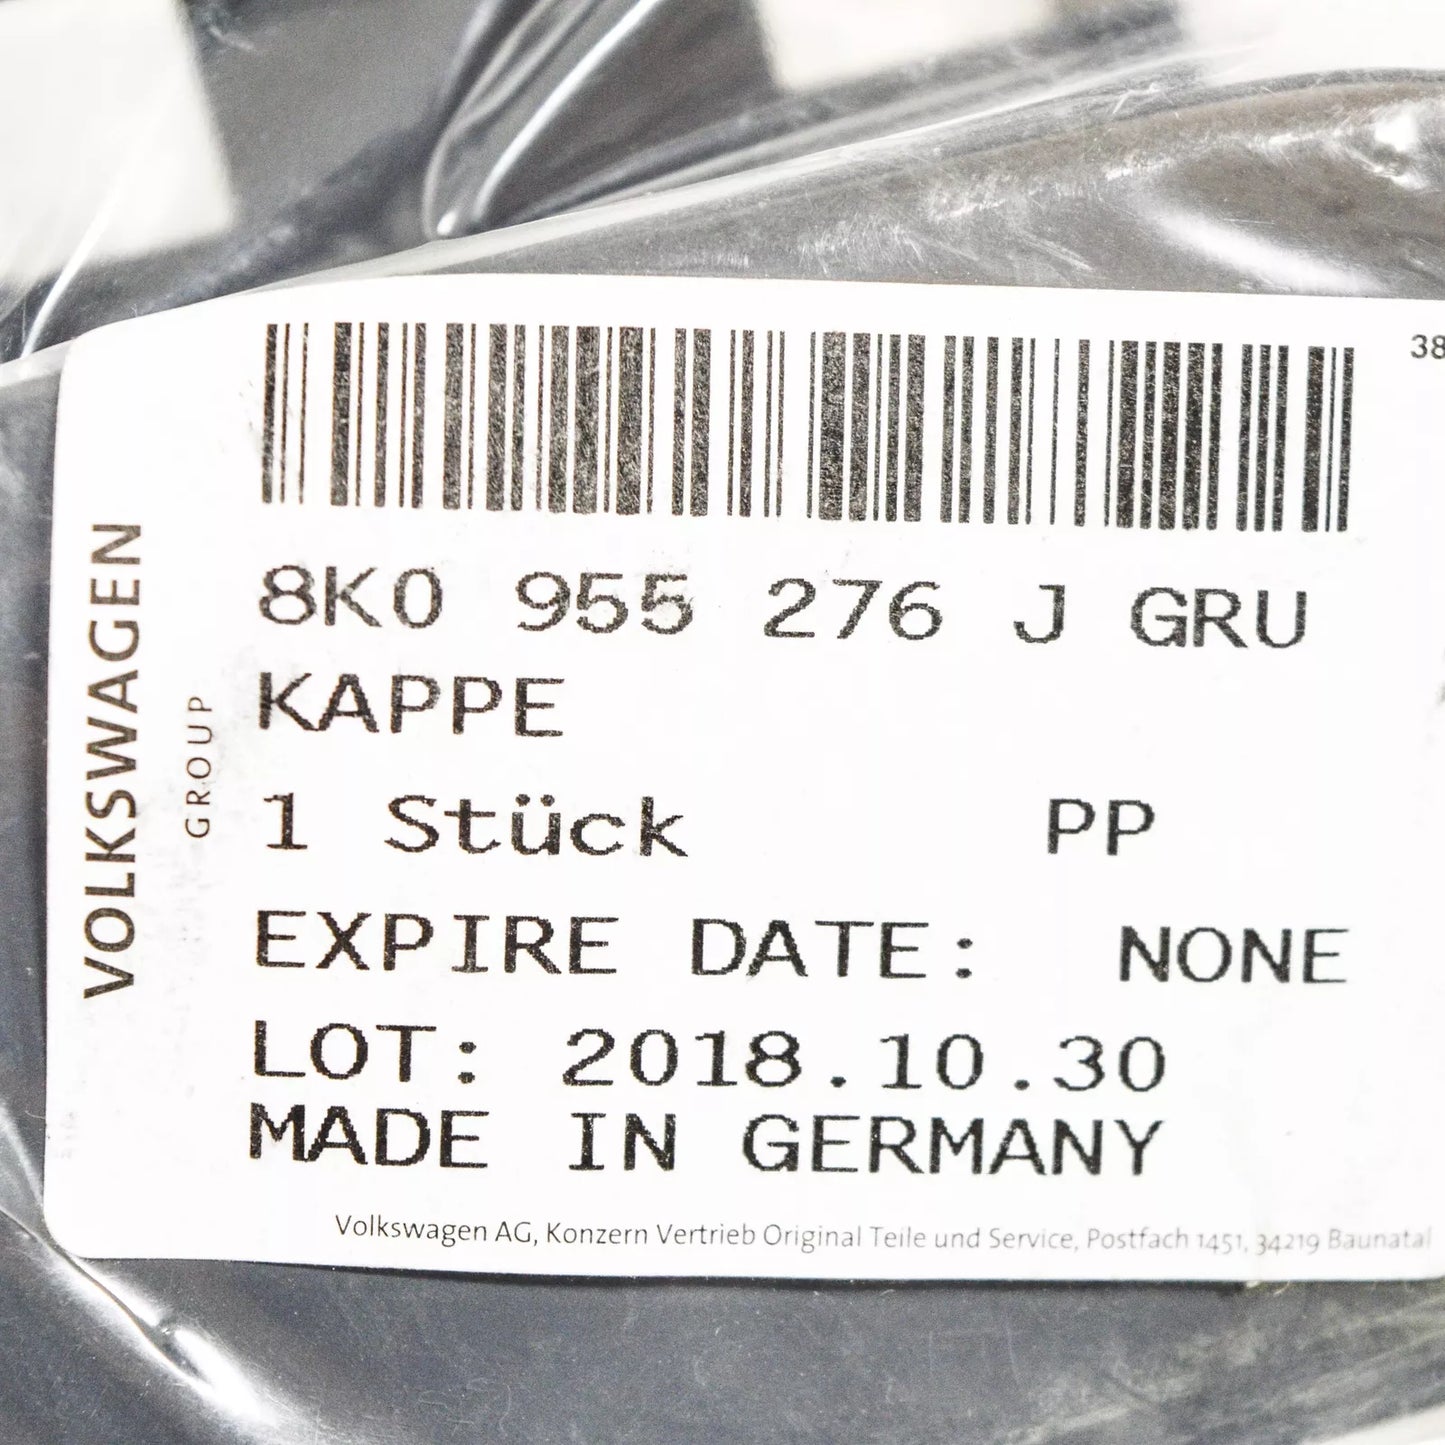 38
8K0 955 276 J GRU
KAPPE
1 Stück PP
EXPIRE DATE: NONE
LOT: 2018.10.30
MADE IN GERMANY
Volkswagen AG, Konzern Vertrieb Original Teile und Service, Postfach 1451, 34219 Baunatal
VOLKSWAGEN
GROUP